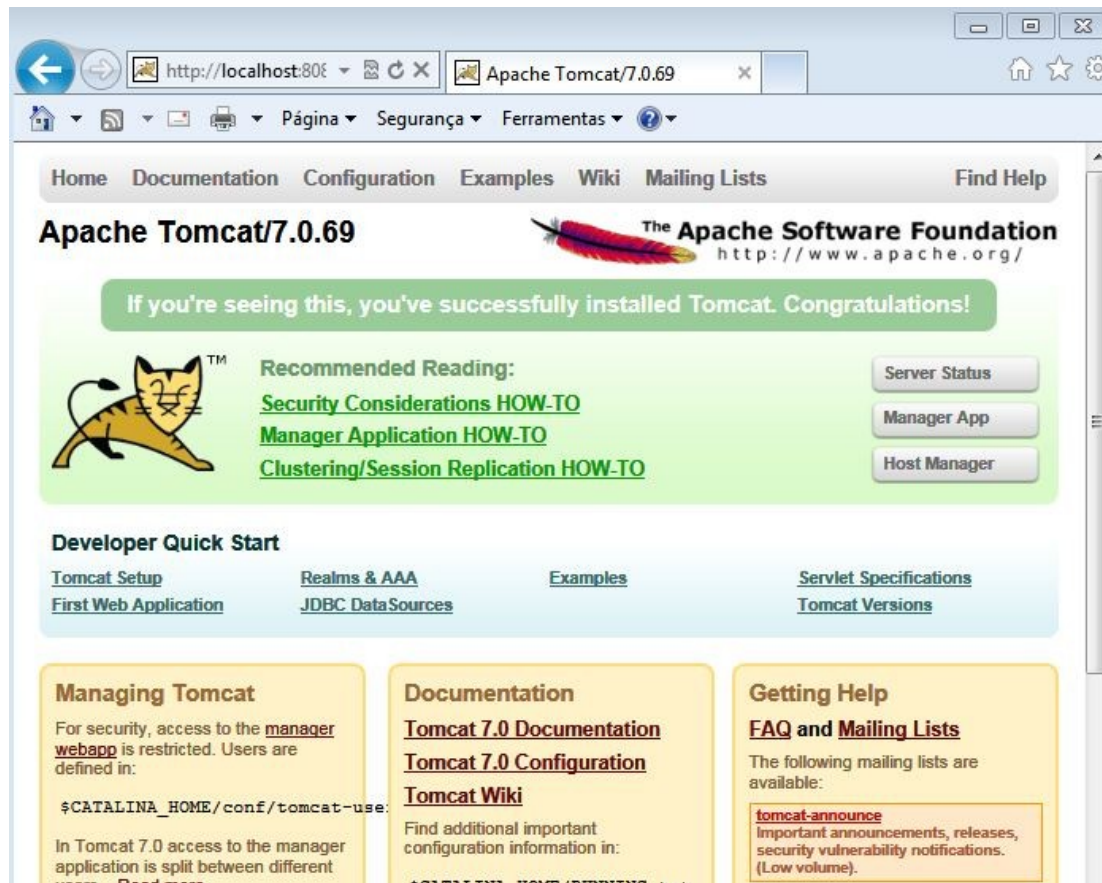 http://localhost:808
Apache Tomcat/7.0.69
Página Segurança Ferramentas
Home Documentation Configuration Examples Wiki Mailing Lists Find Help
Apache Tomcat/7.0.69
The Apache Software Foundation
http://www.apache.org/
If you're seeing this, you've successfully installed Tomcat. Congratulations!
TM
Recommended Reading:
Security Considerations HOW-TO
Manager Application HOW-TO
Clustering/Session Replication HOW-TO
Server Status
Manager App
Host Manager
Developer Quick Start
Tomcat Setup
First Web Application
Realms & AAA
JDBC DataSources
Examples
Servlet Specifications
Tomcat Versions
Managing Tomcat
For security, access to the manager
webapp is restricted. Users are
defined in:
$CATALINA_HOME/conf/tomcat-use
In Tomcat 7.0 access to the manager
application is split between different
Documentation
Tomcat 7.0 Documentation
Tomcat 7.0 Configuration
Tomcat Wiki
Find additional important
configuration information in:
Getting Help
FAQ and Mailing Lists
The following mailing lists are
available:
tomcat-announce
Important announcements, releases,
security vulnerability notifications.
(Low volume).